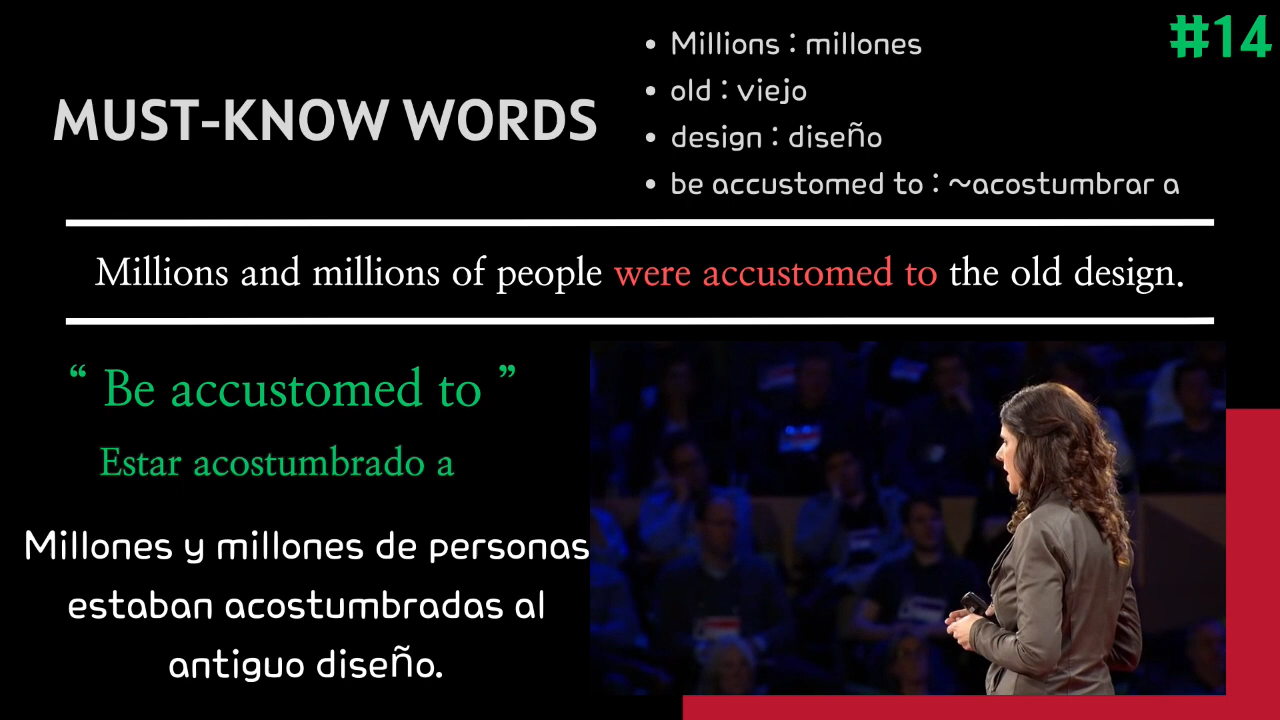 #14
MUST-KNOW WORDS
• Millions : millones
• old : viejo
• design : diseño
• be accustomed to : ~acostumbrar a
Millions and millions of people were accustomed to the old design.
“ Be accustomed to ”
Estar acostumbrado a
Millones y millones de personas
estaban acostumbradas al
antiguo diseño.